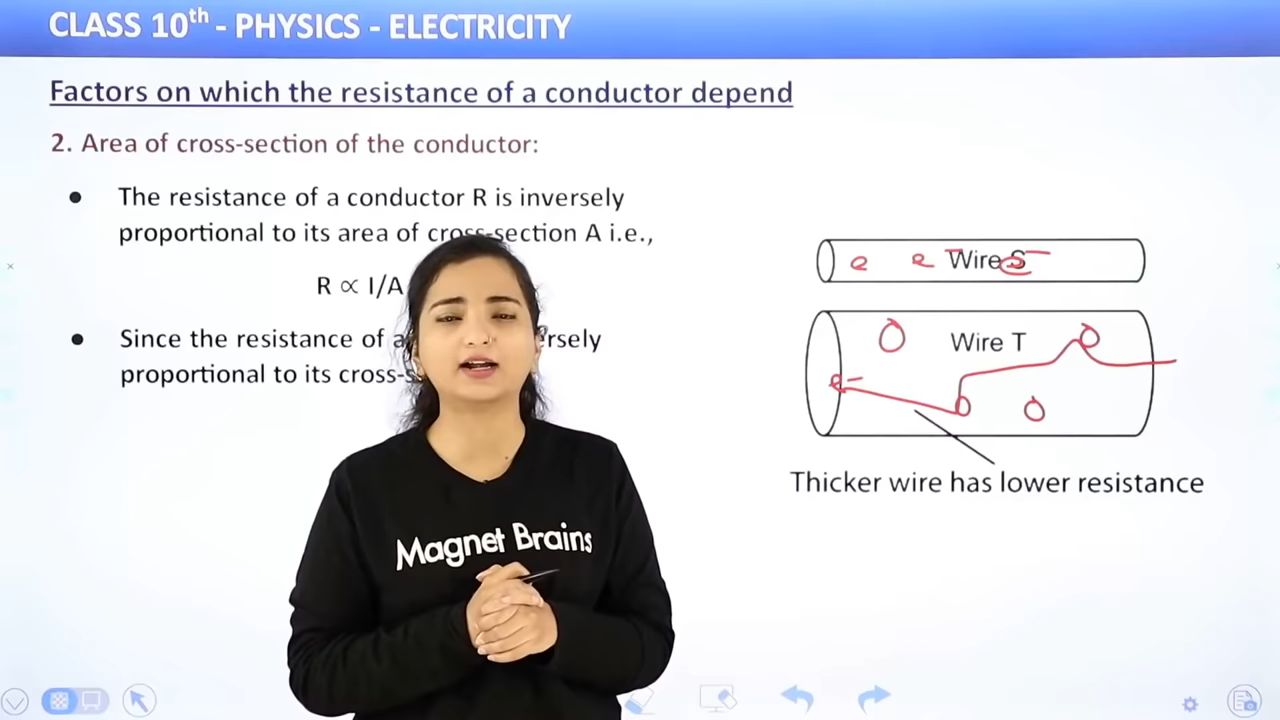 CLASS 10th - PHYSICS - ELECTRICITY
Factors on which the resistance of a conductor depend
2. Area of cross-section of the conductor:
● The resistance of a conductor R is inversely
proportional to its area of cross-section A i.e.,
R ∝ I/A
● Since the resistance of
proportional to its
Wire S
e e e
Wire T
e-
Thicker wire has lower resistance
Magnet Brains